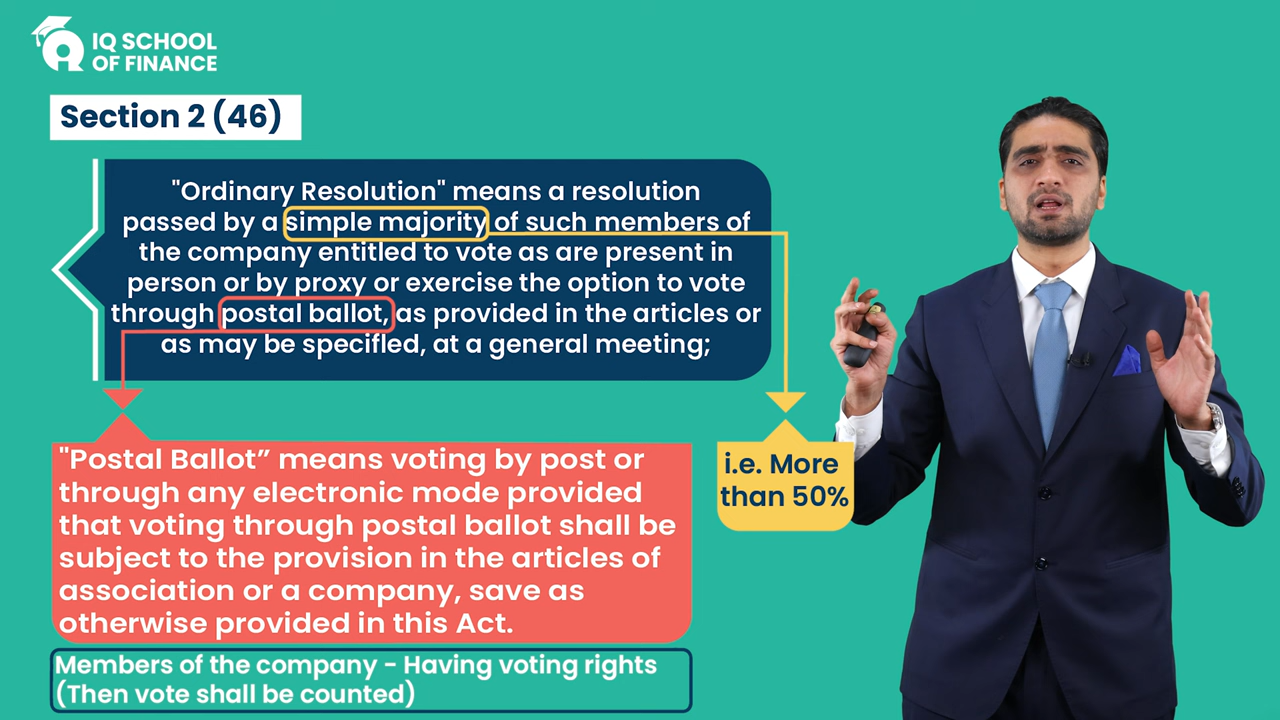 IQ SCHOOL
OF FINANCE
Section 2 (46)
"Ordinary Resolution" means a resolution
passed by a simple majority of such members of
the company entitled to vote as are present in
person or by proxy or exercise the option to vote
through postal ballot, as provided in the articles or
as may be specified, at a general meeting;
"Postal Ballot” means voting by post or
through any electronic mode provided
that voting through postal ballot shall be
subject to the provision in the articles of
association or a company, save as
otherwise provided in this Act.
i.e. More
than 50%
Members of the company - Having voting rights
(Then vote shall be counted)